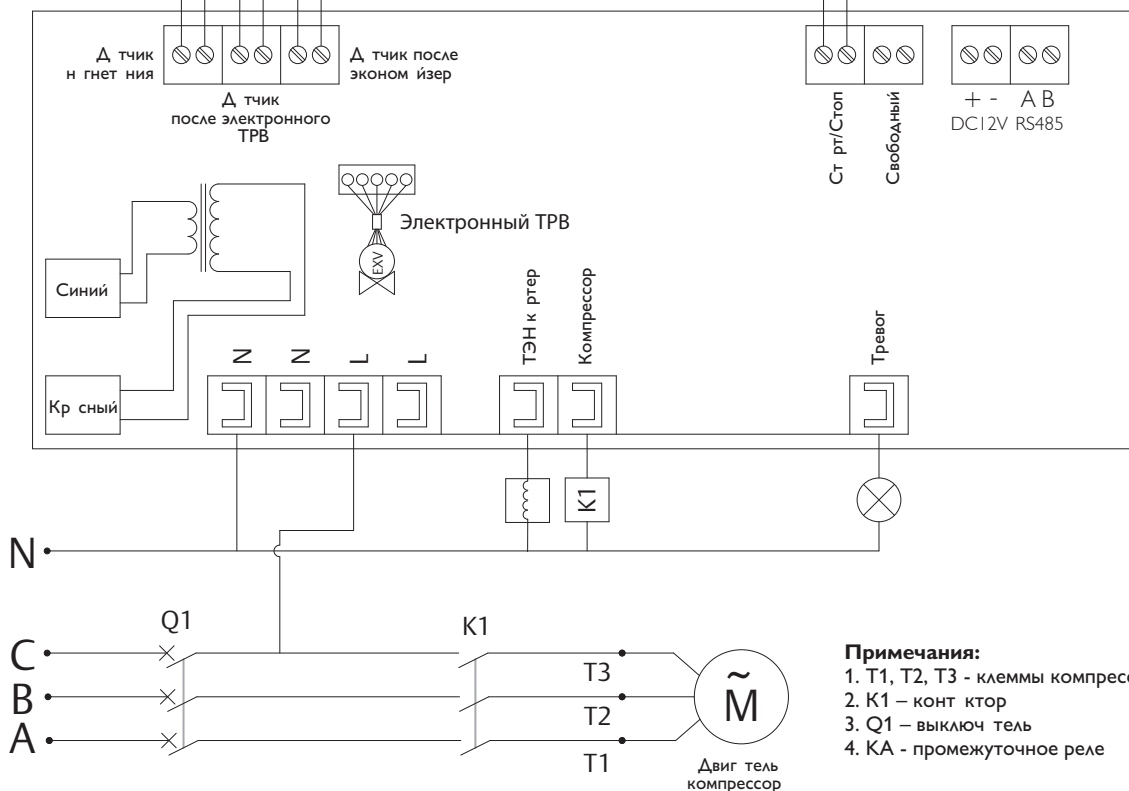 Д тчик
н гнет ния
Д тчик после
эконом йзер
Д тчик
после электронного
ТРВ
Ст рт/Стоп
Свободный
+ - A B
DC12V RS485
Электронный ТРВ
EXV
Синий
Кр сный
N
N
L
L
ТЭН к ртер
Компрессор
Тревог
K1
N
Q1
K1
C
B
A
T3
T2
T1
~
M
Двиг тель
компрессор
Примечания:
1. T1, T2, T3 - клеммы компресс
2. K1 – конт ктор
3. Q1 – выключ тель
4. KA - промежуточное реле